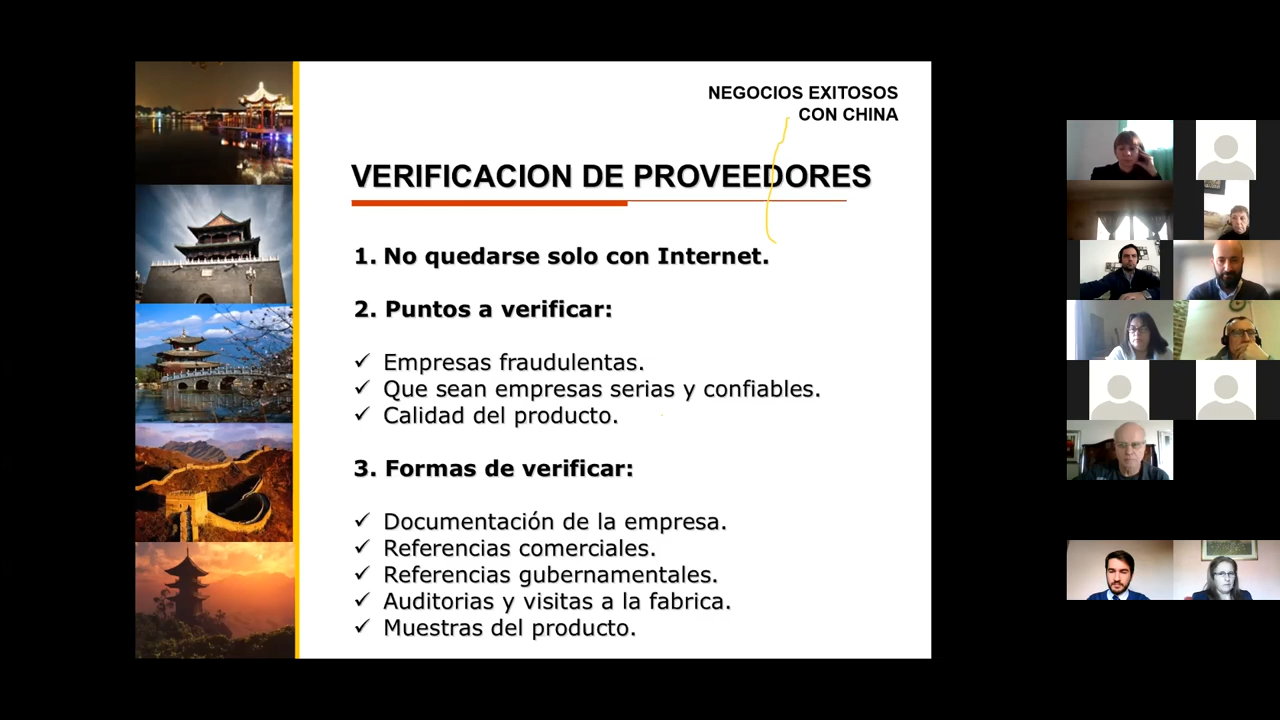 NEGOCIOS EXITOSOS
CON CHINA
VERIFICACION DE PROVEEDORES
1. No quedarse solo con Internet.
2. Puntos a verificar:
✓ Empresas fraudulentas.
✓ Que sean empresas serias y confiables.
✓ Calidad del producto.
3. Formas de verificar:
✓ Documentación de la empresa.
✓ Referencias comerciales.
✓ Referencias gubernamentales.
✓ Auditorias y visitas a la fabrica.
✓ Muestras del producto.